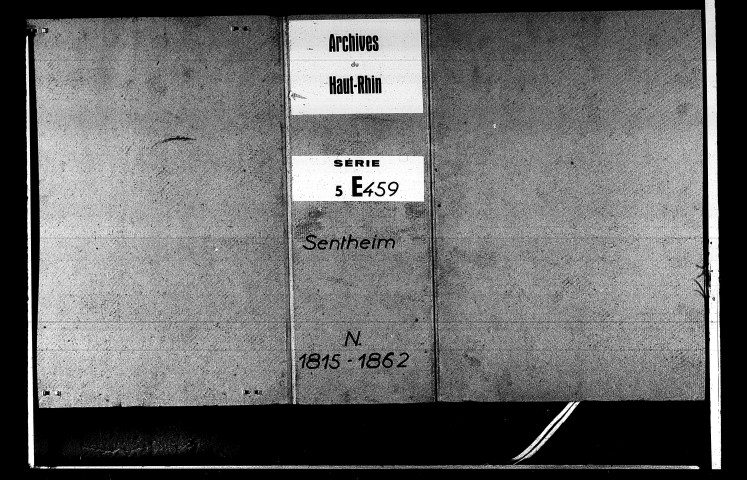 Archives
du
Haut-Rhin
SÉRIE
5 E459
Sentheim
N.
1815 - 1862